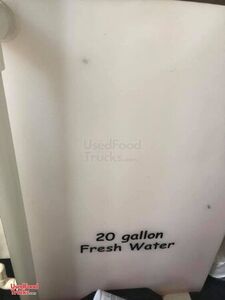 UsedFood
Trucks.com
20 gallon
Fresh Water